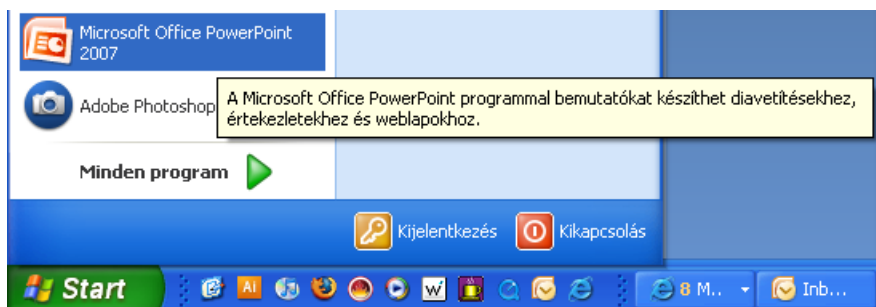 Microsoft Office PowerPoint
2007
Adobe Photoshop
A Microsoft Office PowerPoint programmal bemutatókat készíthet diavetítésekhez,
értekezletekhez és weblapokhoz.
Minden program
Kijelentkezés
Kikapcsolás
Start
Ai
w
8 M..
Inb...